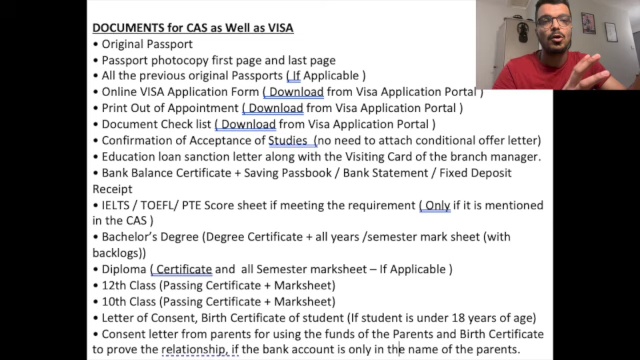 DOCUMENTS for CAS as Well as VISA
• Original Passport
• Passport photocopy first page and last page
• All the previous original Passports ( If Applicable )
• Online VISA Application Form ( Download from Visa Application Portal )
• Print Out of Appointment ( Download from Visa Application Portal )
• Document Check list ( Download from Visa Application Portal )
• Confirmation of Acceptance of Studies (no need to attach conditional offer letter)
• Education loan sanction letter along with the Visiting Card of the branch manager.
• Bank Balance Certificate + Saving Passbook / Bank Statement / Fixed Deposit
Receipt
• IELTS / TOEFL/ PTE Score sheet if meeting the requirement ( Only if it is mentioned
in the CAS )
• Bachelor's Degree (Degree Certificate + all years /semester mark sheet (with
backlogs))
• Diploma ( Certificate and all Semester marksheet – If Applicable )
• 12th Class (Passing Certificate + Marksheet)
• 10th Class (Passing Certificate + Marksheet)
• Letter of Consent, Birth Certificate of student (If student is under 18 years of age)
• Consent letter from parents for using the funds of the Parents and Birth Certificate
to prove the relationship, if the bank account is only in the name of the parents.